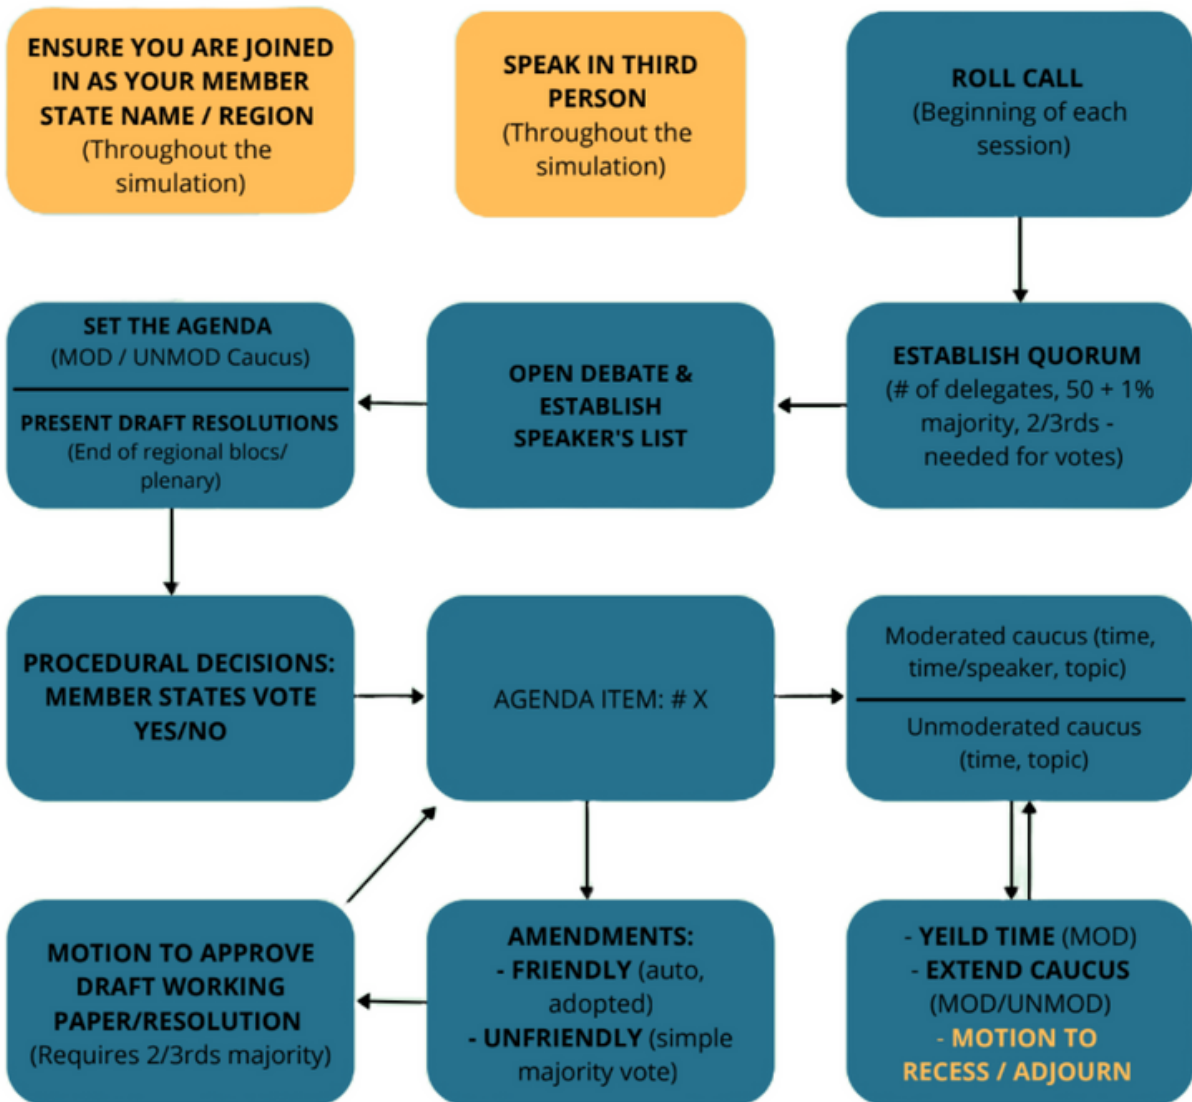 ENSURE YOU ARE JOINED
IN AS YOUR MEMBER
STATE NAME / REGION
(Throughout the
simulation)
SPEAK IN THIRD
PERSON
(Throughout the
simulation)
ROLL CALL
(Beginning of each
session)
SET THE AGENDA
(MOD / UNMOD Caucus)
PRESENT DRAFT RESOLUTIONS
(End of regional blocs/
plenary)
OPEN DEBATE &
ESTABLISH
SPEAKER'S LIST
ESTABLISH QUORUM
(# of delegates, 50 + 1%
majority, 2/3rds -
needed for votes)
PROCEDURAL DECISIONS:
MEMBER STATES VOTE
YES/NO
AGENDA ITEM: # X
Moderated caucus (time,
time/speaker, topic)
Unmoderated caucus
(time, topic)
MOTION TO APPROVE
DRAFT WORKING
PAPER/RESOLUTION
(Requires 2/3rds majority)
AMENDMENTS:
- FRIENDLY (auto,
adopted)
- UNFRIENDLY (simple
majority vote)
- YEILD TIME (MOD)
- EXTEND CAUCUS
(MOD/UNMOD)
- MOTION TO
RECESS / ADJOURN